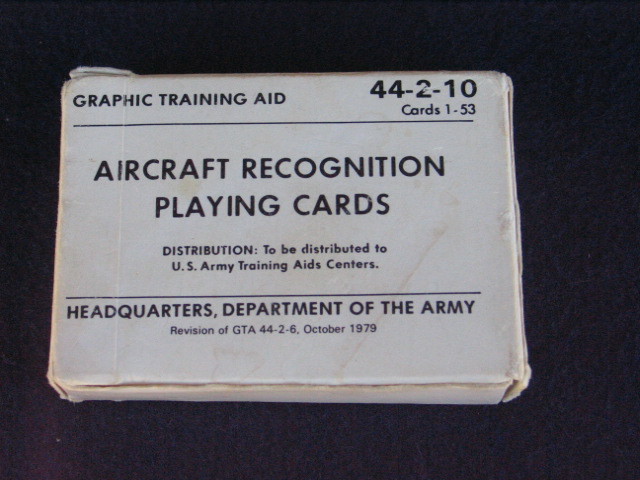 GRAPHIC TRAINING AID
44-2-10
Cards 1-53
AIRCRAFT RECOGNITION
PLAYING CARDS
DISTRIBUTION: To be distributed to
U.S. Army Training Aids Centers.
HEADQUARTERS, DEPARTMENT OF THE ARMY
Revision of GTA 44-2-6, October 1979